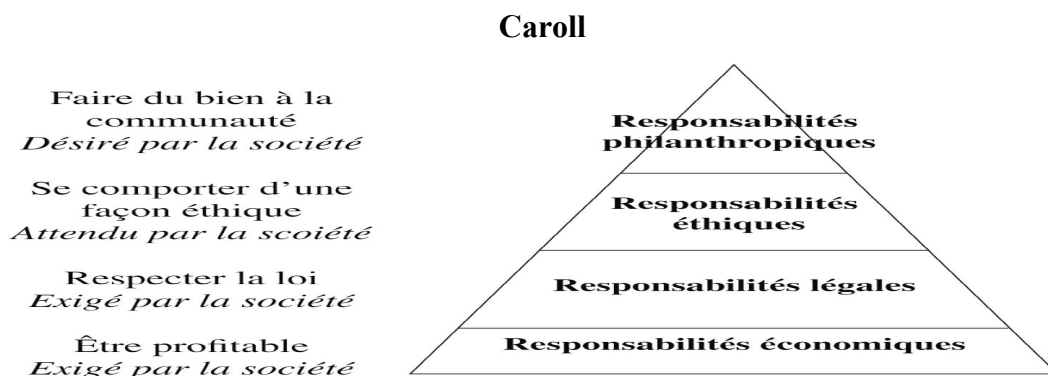 Caroll
Faire du bien à la
communauté
Désiré par la société
Responsabilités
philanthropiques
Se comporter d'une
façon éthique
Attendu par la scoiété
Responsabilités
éthiques
Respecter la loi
Exigé par la société
Responsabilités légales
Être profitable
Exigé par la société
Responsabilités économiques